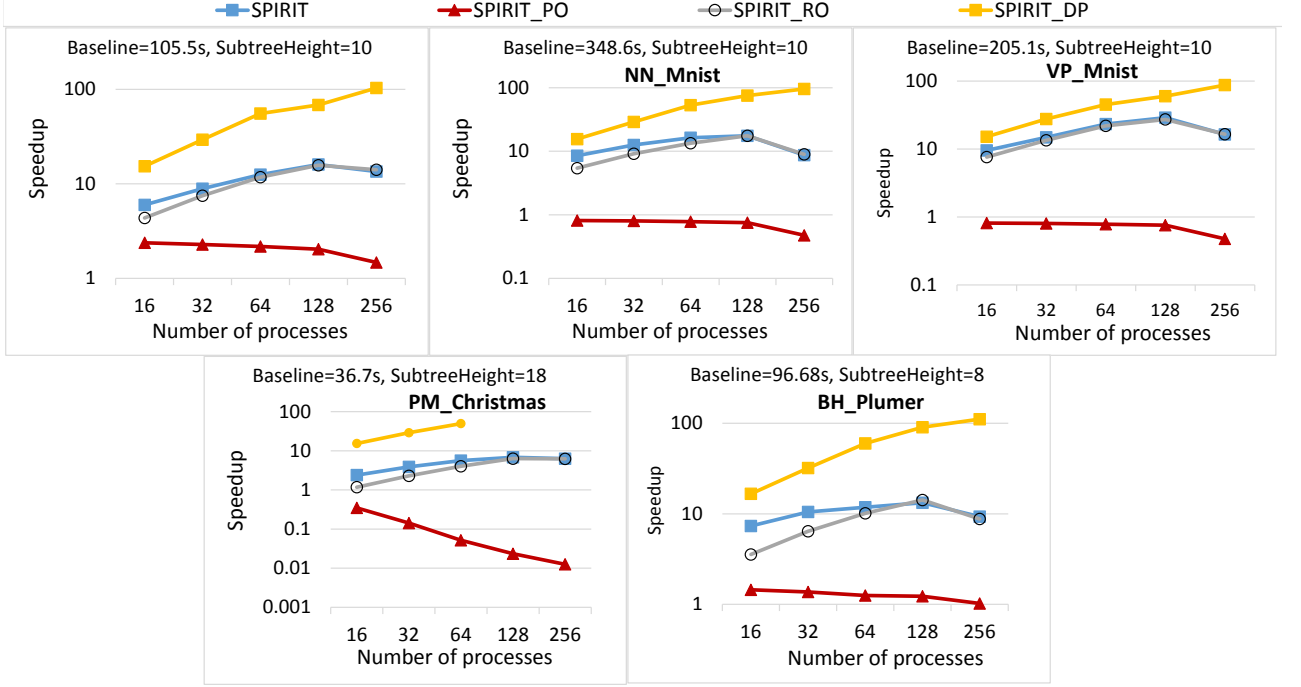 SPIRIT SPIRIT_PO SPIRIT_RO SPIRIT_DP
Baseline=105.5s, SubtreeHeight=10
100
10
1
Speedup
16 32 64 128 256
Number of processes
Baseline=348.6s, SubtreeHeight=10
NN_Mnist
100
10
1
0.1
Speedup
16 32 64 128 256
Number of processes
Baseline=205.1s, SubtreeHeight=10
VP_Mnist
100
10
1
0.1
Speedup
16 32 64 128 256
Number of processes
Baseline=36.7s, SubtreeHeight=18
PM_Christmas
100
10
1
0.1
0.01
0.001
Speedup
16 32 64 128 256
Number of processes
Baseline=96.68s, SubtreeHeight=8
BH_Plumer
100
10
1
Speedup
16 32 64 128 256
Number of processes